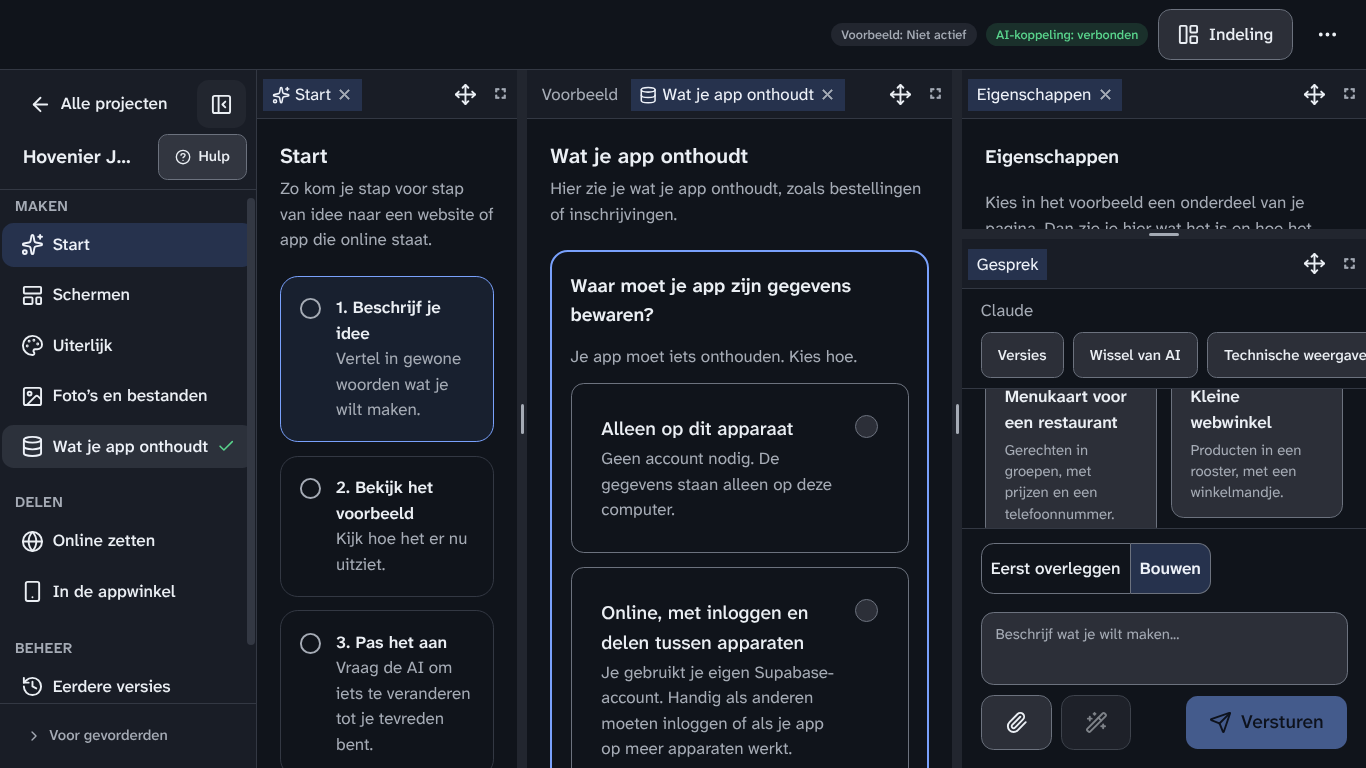 Voorbeeld: Niet actief
AI-koppeling: verbonden
Indeling
Alle projecten
Hovenier J...
Hulp
MAKEN
Start
Schermen
Uiterlijk
Foto's en bestanden
Wat je app onthoudt
DELEN
Online zetten
In de appwinkel
BEHEER
Eerdere versies
Voor gevorderden
Start
Start
Zo kom je stap voor stap
van idee naar een website of
app die online staat.
1. Beschrijf je
idee
Vertel in gewone
woorden wat je
wilt maken.
2. Bekijk het
voorbeeld
Kijk hoe het er nu
uitziet.
3. Pas het aan
Vraag de AI om
iets te veranderen
tot je tevreden
bent.
Voorbeeld
Wat je app onthoudt
Wat je app onthoudt
Hier zie je wat je app onthoudt, zoals bestellingen
of inschrijvingen.
Waar moet je app zijn gegevens
bewaren?
Je app moet iets onthouden. Kies hoe.
Alleen op dit apparaat
Geen account nodig. De
gegevens staan alleen op deze
computer.
Online, met inloggen en
delen tussen apparaten
Je gebruikt je eigen Supabase-
account. Handig als anderen
moeten inloggen of als je app
op meer apparaten werkt.
Eigenschappen
Eigenschappen
Kies in het voorbeeld een onderdeel van je
pagina. Dan zie je hier wat het is en hoe het
Gesprek
Claude
Versies
Wissel van AI
Technische weergave
Menukaart voor
een restaurant
Gerechten in
groepen, met
prijzen en een
telefoonnummer.
Kleine
webwinkel
Producten in een
rooster, met een
winkelmandje.
Eerst overleggen
Bouwen
Beschrijf wat je wilt maken...
Versturen